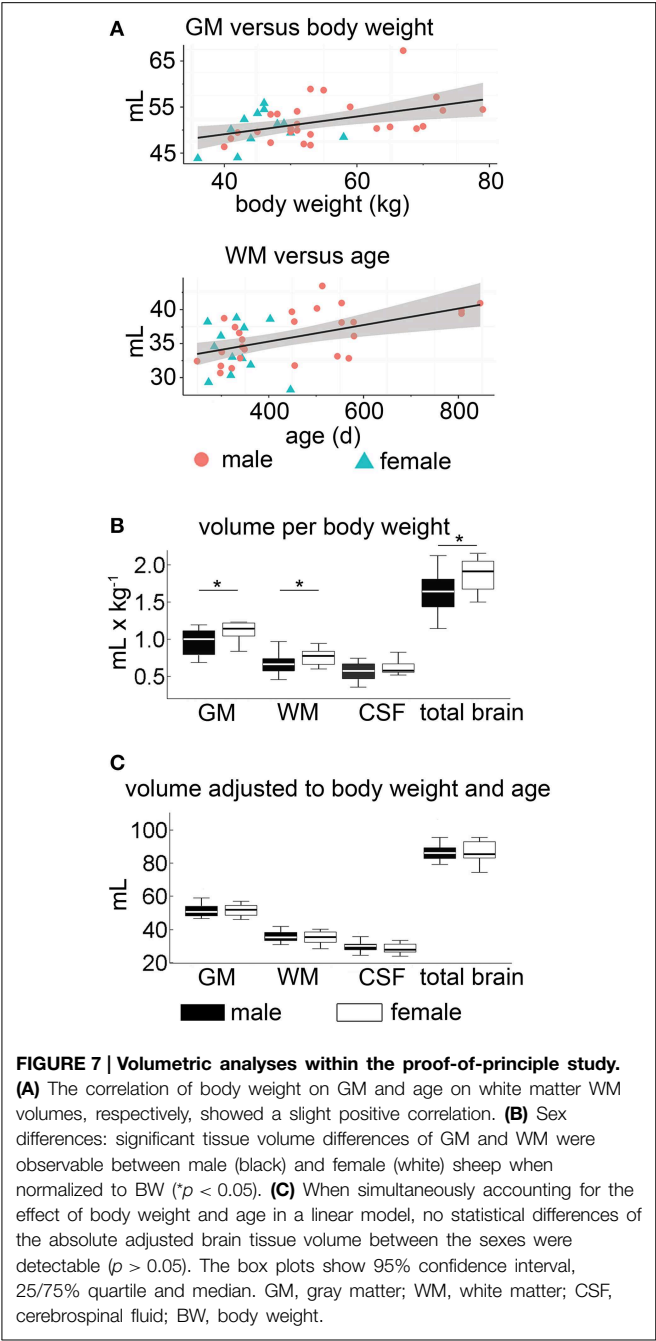 A
GM versus body weight
65
55
45
mL
40 60 80
body weight (kg)
WM versus age
40
35
30
mL
400 600 800
age (d)
male female
B
volume per body weight
2.0
1.5
1.0
0.5
mL x kg⁻¹
* * *
GM WM CSF total brain
C
volume adjusted to body weight and age
100
80
60
40
20
mL
GM WM CSF total brain
male female
FIGURE 7 | Volumetric analyses within the proof-of-principle study.
(A) The correlation of body weight on GM and age on white matter WM
volumes, respectively, showed a slight positive correlation. (B) Sex
differences: significant tissue volume differences of GM and WM were
observable between male (black) and female (white) sheep when
normalized to BW (*p < 0.05). (C) When simultaneously accounting for the
effect of body weight and age in a linear model, no statistical differences of
the absolute adjusted brain tissue volume between the sexes were
detectable (p > 0.05). The box plots show 95% confidence interval,
25/75% quartile and median. GM, gray matter; WM, white matter; CSF,
cerebrospinal fluid; BW, body weight.